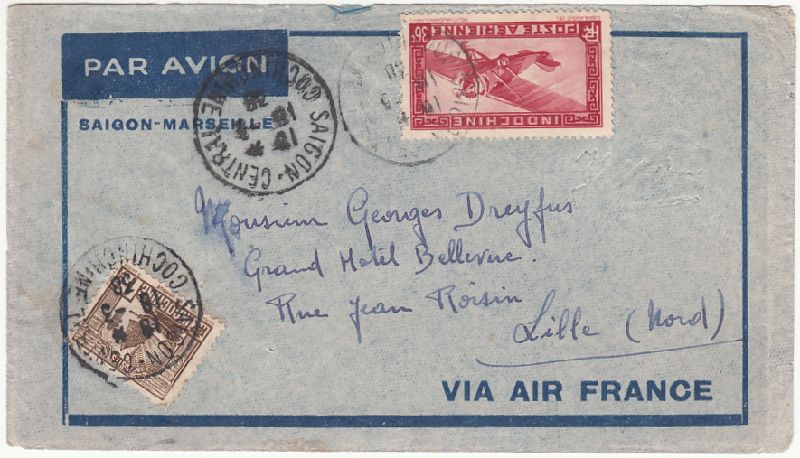 PAR AVION
SAIGON-MARSEILLE
SAIGON-CENTRAL
COCHINCHINE
36c POSTE AERIENNE RF
INDOCHINE
Monsieur Georges Dreyfus
Grand Hotel Bellevue.
Rue Jean Roisin
Lille (Nord)
COCHINCHINE
VIA AIR FRANCE